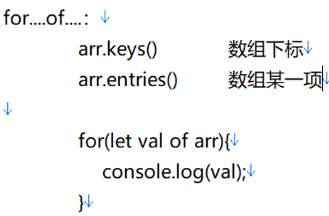 for....of....：
arr.keys() 数组下标
arr.entries() 数组某一项
for(let val of arr){
console.log(val);
}